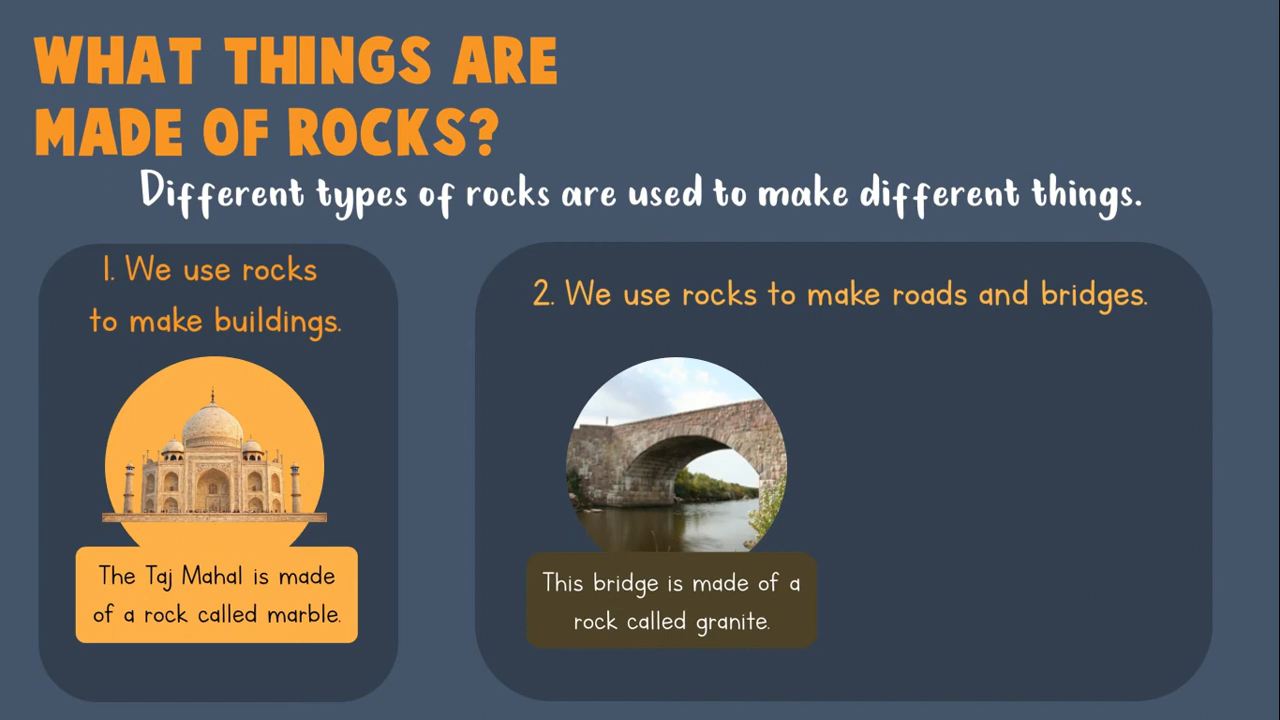 WHAT THINGS ARE
MADE OF ROCKS?
Different types of rocks are used to make different things.
1. We use rocks
to make buildings.
The Taj Mahal is made
of a rock called marble.
2. We use rocks to make roads and bridges.
This bridge is made of a
rock called granite.